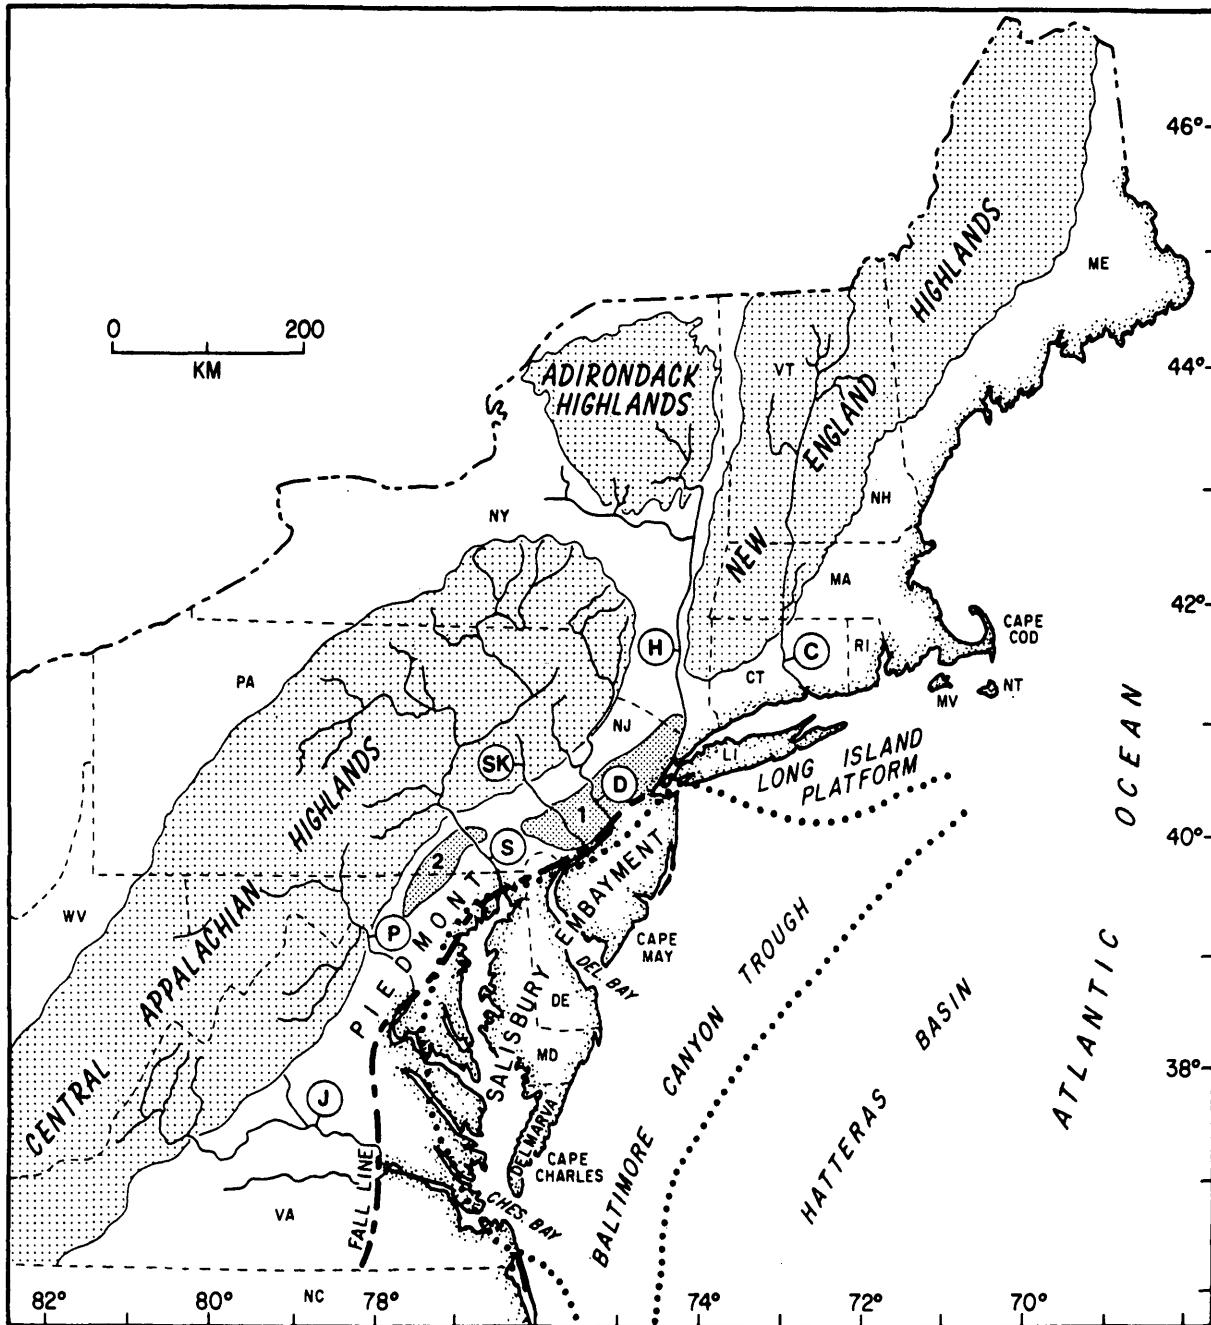 46°
HIGHLANDS
ME
0 200
KM
44°
ADIRONDACK
HIGHLANDS
VT
ENGLAND
NH
NY
NEW
MA
42°
CAPE
COD
H
C
RI
CT
PA
MV
NT
NJ
SK
LI
LONG ISLAND
PLATFORM
D
1
OCEAN
40°
HIGHLANDS
S
2
EMBAYMENT
WV
P
PIEDMONT
CAPE
MAY
DEL. BAY
APPALACHIAN
SALISBURY
DE
MD
BALTIMORE CANYON TROUGH
HATTERAS BASIN
ATLANTIC
38°
J
CENTRAL
DELMARVA
CAPE
CHARLES
CHES. BAY
FALL LINE
VA
NC
82° 80° 78° 76° 74° 72° 70°